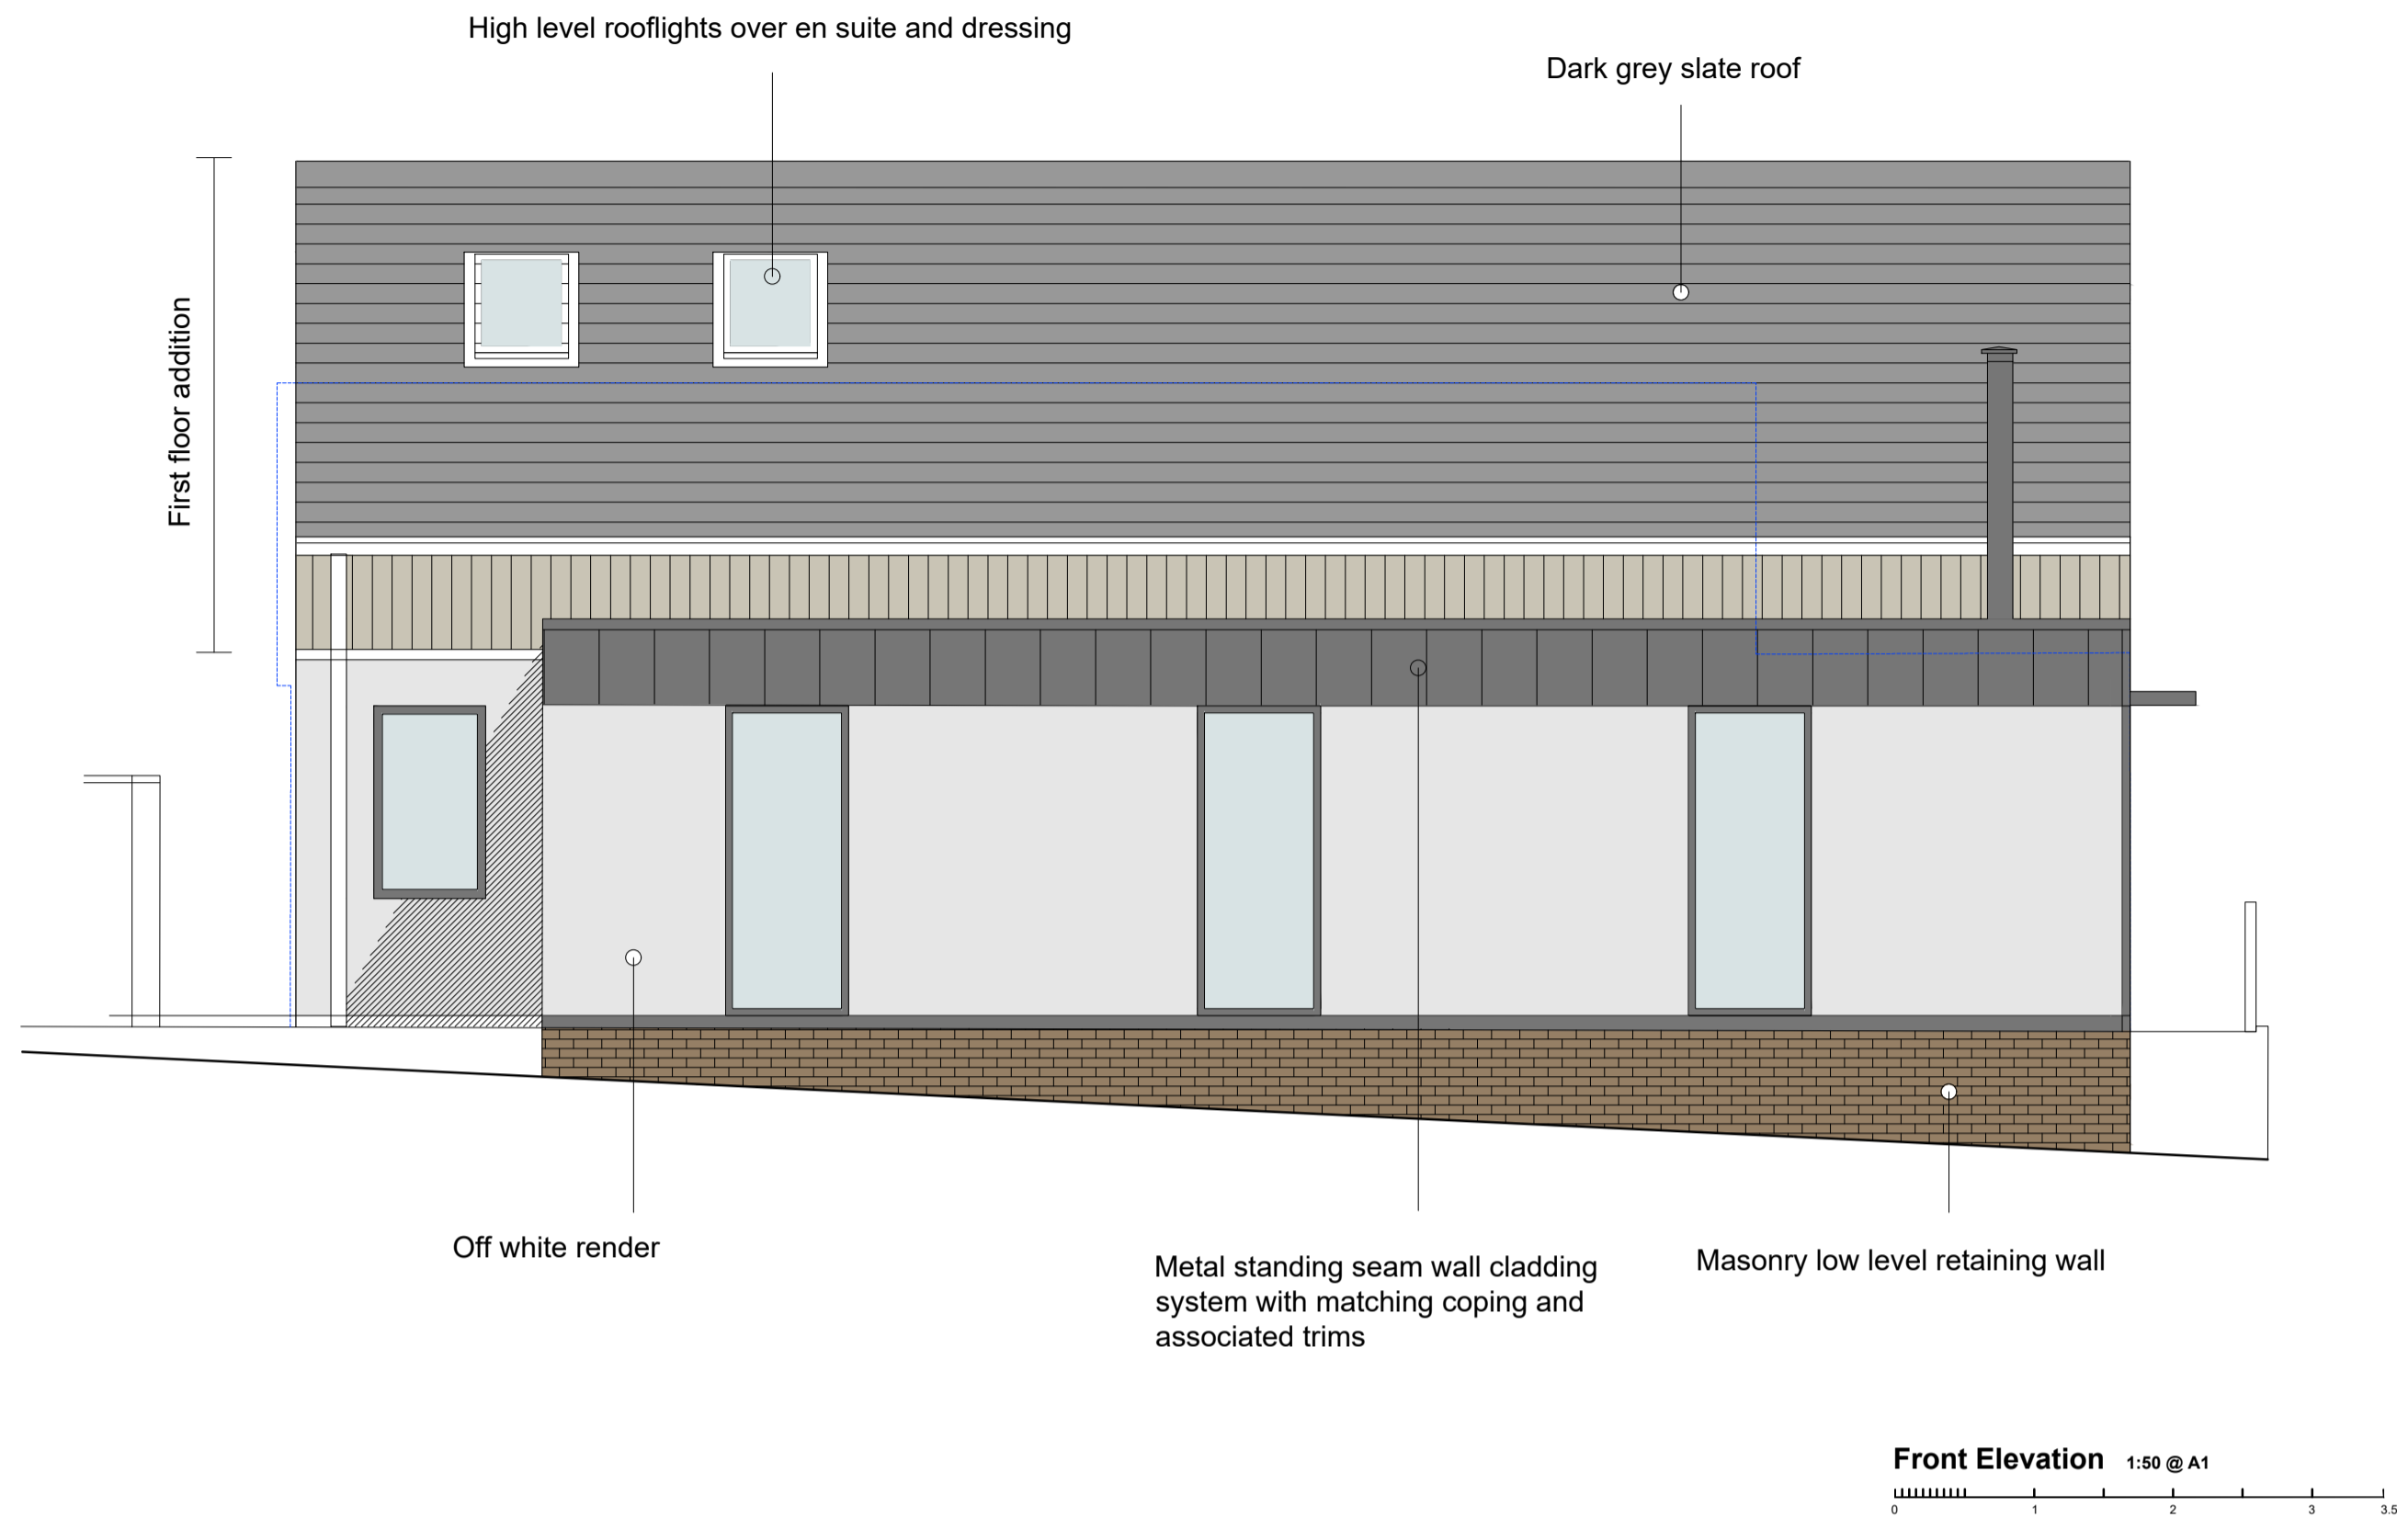 High level rooflights over en suite and dressing
Dark grey slate roof
First floor addition
Off white render
Metal standing seam wall cladding
system with matching coping and
associated trims
Masonry low level retaining wall
Front Elevation 1:50 @ A1
0 1 2 3 3.5